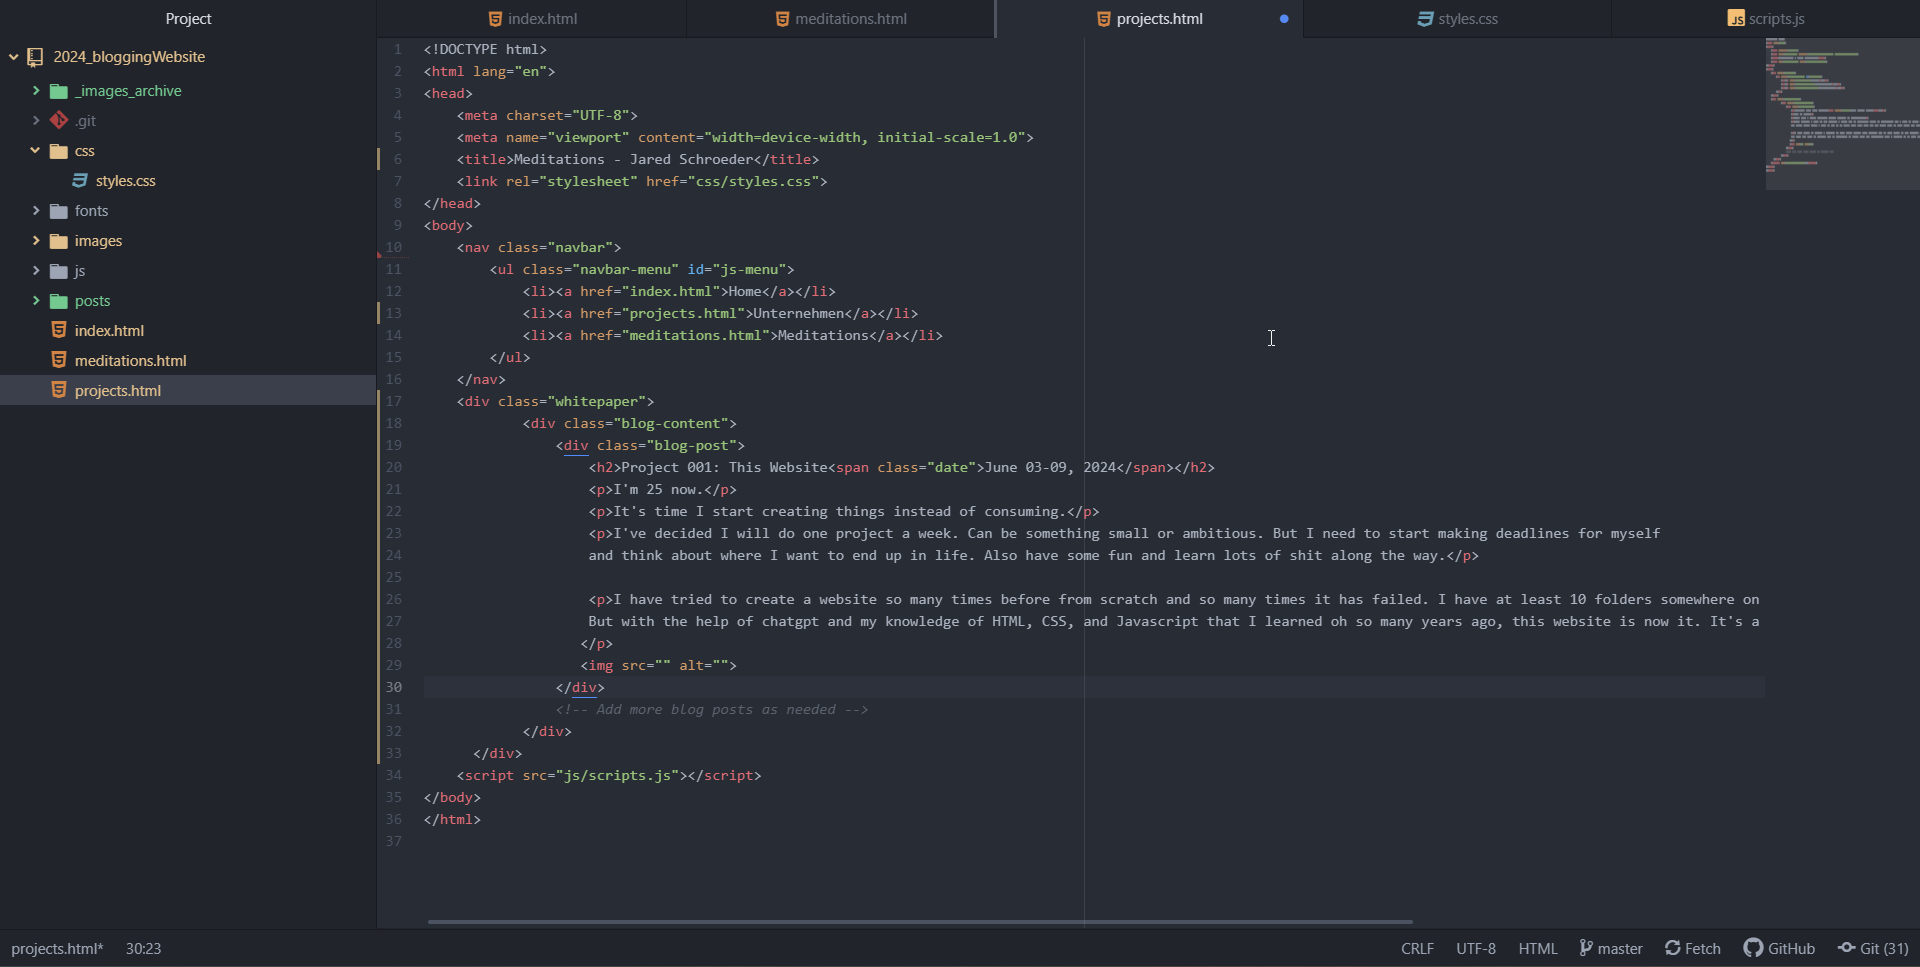 Project
index.html
meditations.html
projects.html
styles.css
JS scripts.js
2024_bloggingWebsite
_images_archive
.git
css
styles.css
fonts
images
js
posts
index.html
meditations.html
projects.html
1 <!DOCTYPE html>
2 <html lang="en">
3 <head>
4 <meta charset="UTF-8">
5 <meta name="viewport" content="width=device-width, initial-scale=1.0">
6 <title>Meditations - Jared Schroeder</title>
7 <link rel="stylesheet" href="css/styles.css">
8 </head>
9 <body>
10 <nav class="navbar">
11 <ul class="navbar-menu" id="js-menu">
12 <li><a href="index.html">Home</a></li>
13 <li><a href="projects.html">Unternehmen</a></li>
14 <li><a href="meditations.html">Meditations</a></li>
15 </ul>
16 </nav>
17 <div class="whitepaper">
18 <div class="blog-content">
19 <div class="blog-post">
20 <h2>Project 001: This Website<span class="date">June 03-09, 2024</span></h2>
21 <p>I'm 25 now.</p>
22 <p>It's time I start creating things instead of consuming.</p>
23 <p>I've decided I will do one project a week. Can be something small or ambitious. But I need to start making deadlines for myself
24 and think about where I want to end up in life. Also have some fun and learn lots of shit along the way.</p>
25
26 <p>I have tried to create a website so many times before from scratch and so many times it has failed. I have at least 10 folders somewhere on
27 But with the help of chatgpt and my knowledge of HTML, CSS, and Javascript that I learned oh so many years ago, this website is now it. It's a
28 </p>
29 <img src="" alt="">
30 </div>
31 <!-- Add more blog posts as needed -->
32 </div>
33 </div>
34 <script src="js/scripts.js"></script>
35 </body>
36 </html>
37
projects.html* 30:23 CRLF UTF-8 HTML master Fetch GitHub Git (31)